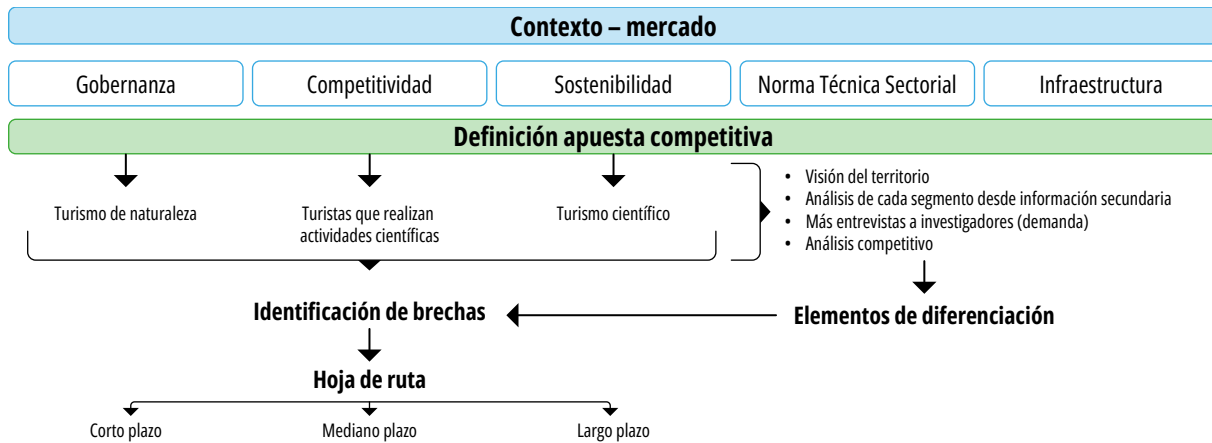 Contexto – mercado
Gobernanza
Competitividad
Sostenibilidad
Norma Técnica Sectorial
Infraestructura
Definición apuesta competitiva
Turismo de naturaleza
Turistas que realizan
actividades científicas
Turismo científico
• Visión del territorio
• Análisis de cada segmento desde información secundaria
• Más entrevistas a investigadores (demanda)
• Análisis competitivo
Identificación de brechas
Elementos de diferenciación
Hoja de ruta
Corto plazo
Mediano plazo
Largo plazo